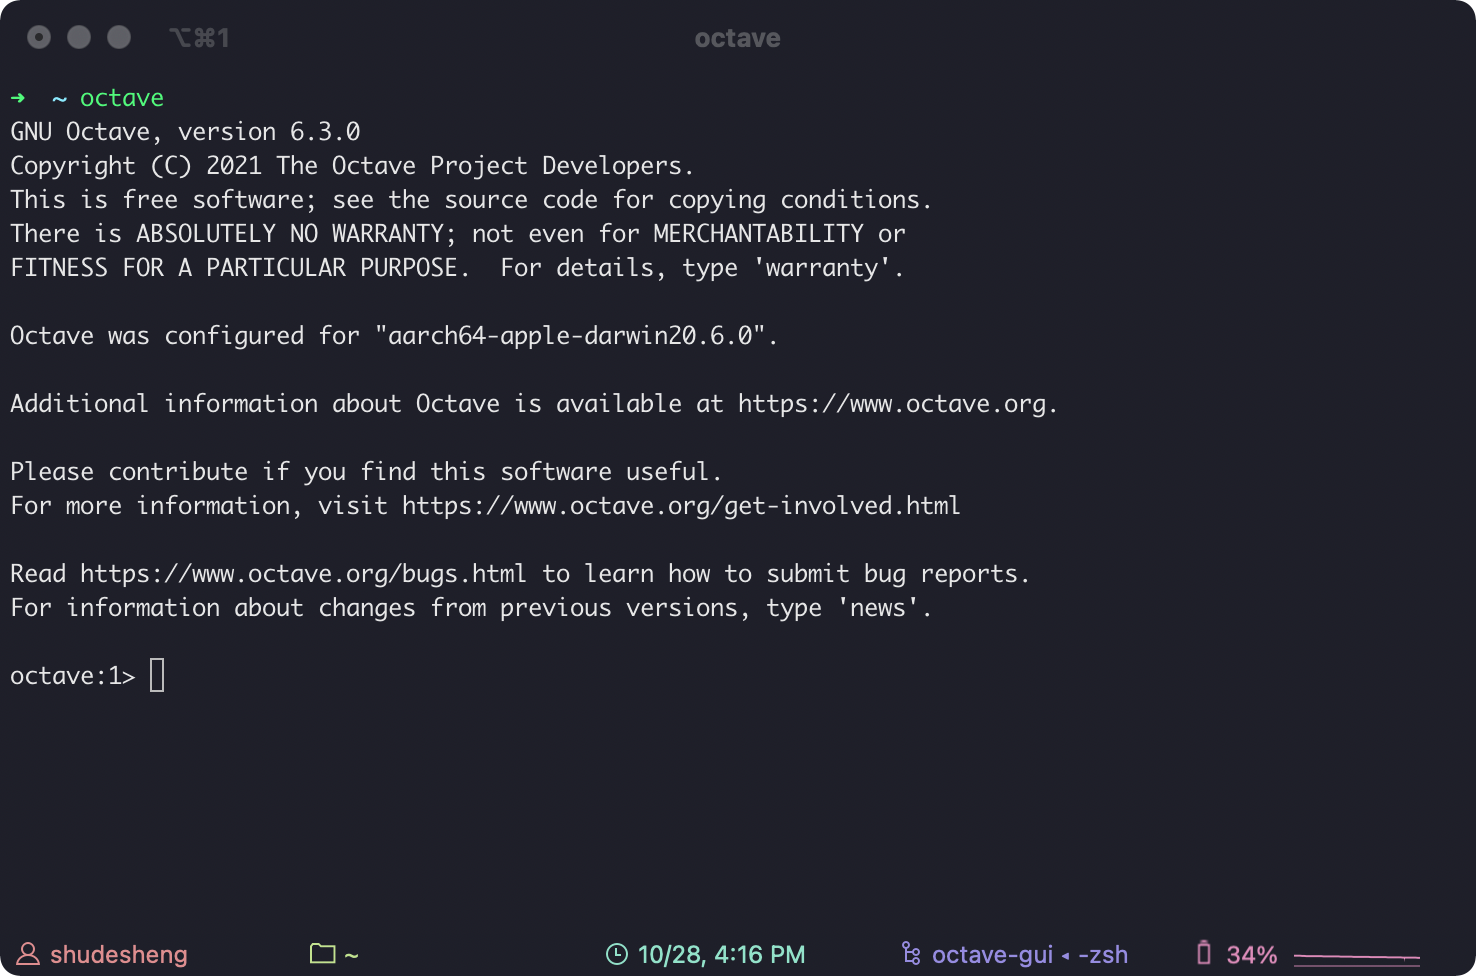 ⌥⌘1 octave
➜ ~ octave
GNU Octave, version 6.3.0
Copyright (C) 2021 The Octave Project Developers.
This is free software; see the source code for copying conditions.
There is ABSOLUTELY NO WARRANTY; not even for MERCHANTABILITY or
FITNESS FOR A PARTICULAR PURPOSE.  For details, type 'warranty'.
Octave was configured for "aarch64-apple-darwin20.6.0".
Additional information about Octave is available at https://www.octave.org.
Please contribute if you find this software useful.
For more information, visit https://www.octave.org/get-involved.html
Read https://www.octave.org/bugs.html to learn how to submit bug reports.
For information about changes from previous versions, type 'news'.
octave:1>
shudesheng ~ 10/28, 4:16 PM octave-gui ◂ -zsh 34%